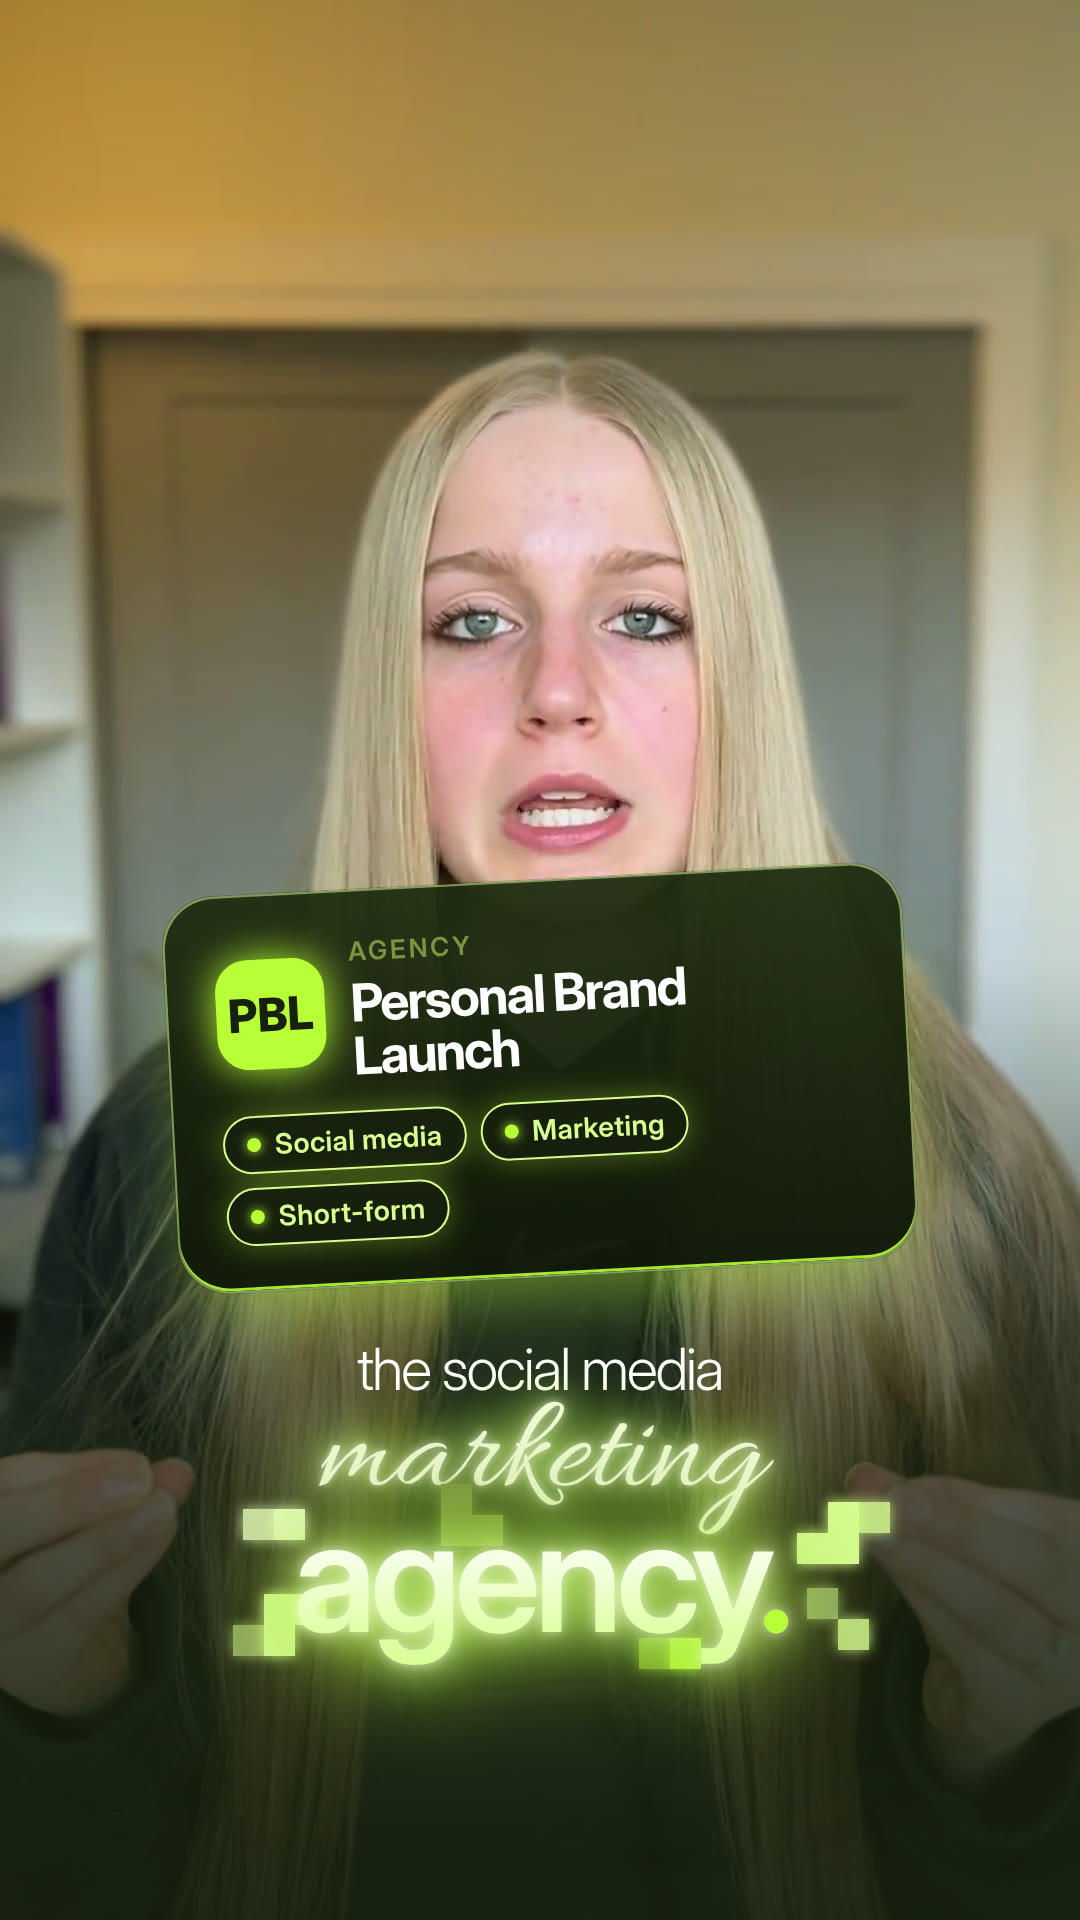 AGENCY
PBL
Personal Brand
Launch
Social media
Marketing
Short-form
the social media
marketing
agency.